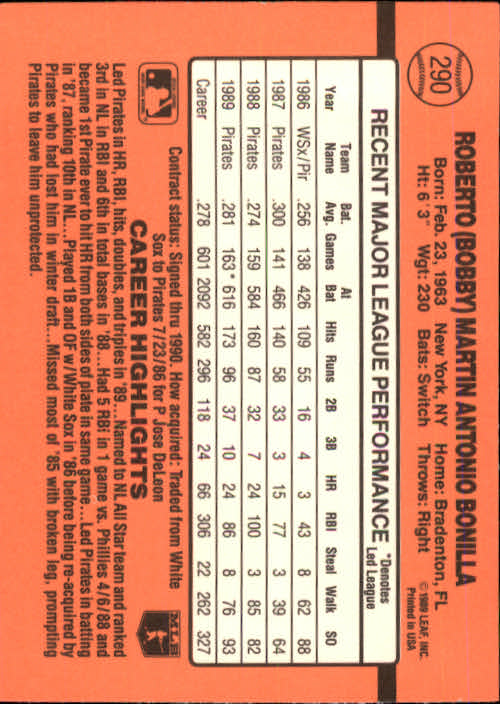 290
ROBERTO (BOBBY) MARTIN ANTONIO BONILLA
Born: Feb. 23, 1963 New York, NY Home: Bradenton, FL
Ht: 6' 3" Wgt: 230 Bats: Switch Throws: Right
© 1989 LEAF, INC.
Printed in USA
RECENT MAJOR LEAGUE PERFORMANCE *Denotes Led League
Year Team Name Bat. Avg. Games At Bat Hits Runs 2B 3B HR RBI Steal Walk SO
1986 WSx/Pir .256 138 426 109 55 16 4 3 43 8 62 88
1987 Pirates .300 141 466 140 58 33 3 15 77 3 39 64
1988 Pirates .274 159 584 160 87 32 7 24 100 3 85 82
1989 Pirates .281 163* 616 173 96 37 10 24 86 8 76 93
Career .278 601 2092 582 296 118 24 66 306 22 262 327
Contract status: Signed thru 1990. How acquired: Traded from White
Sox to Pirates 7/23/86 for P Jose DeLeon
MLB
CAREER HIGHLIGHTS
Led Pirates in HR, RBI, hits, doubles, and triples in '89...Named to NL All Star team and ranked
3rd in NL in RBI and 6th in total bases in '88...Had 5 RBI in 1 game vs. Phillies 4/6/88 and
became 1st Pirate ever to hit HR from both sides of plate in same game...Led Pirates in batting
in '87, ranking 10th in NL...Played 1B and OF w/White Sox in '86 before being re-acquired by
Pirates who had lost him in winter draft...Missed most of '85 with broken leg, prompting
Pirates to leave him unprotected.